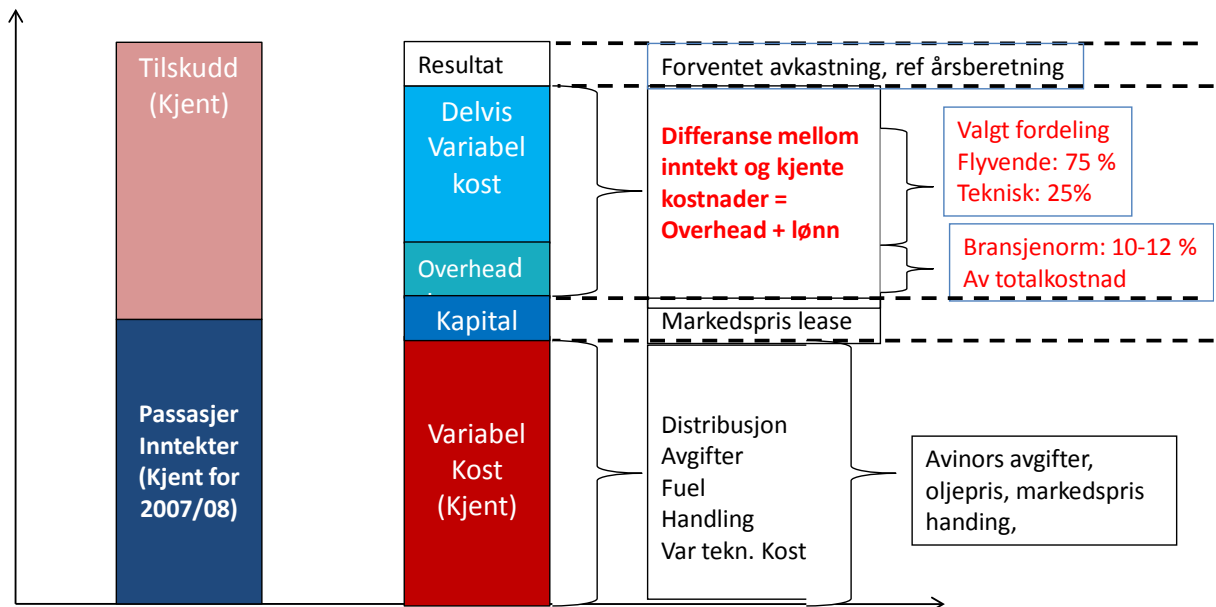 Tilskudd
(Kjent)
Passasjer
Inntekter
(Kjent for
2007/08)
Resultat
Delvis
Variabel
kost
Overhead
Kapital
Variabel
Kost
(Kjent)
Forventet avkastning, ref årsberetning
Differanse mellom
inntekt og kjente
kostnader =
Overhead + lønn
Markedspris lease
Distribusjon
Avgifter
Fuel
Handling
Var tekn. Kost
Valgt fordeling
Flyvende: 75 %
Teknisk: 25%
Bransjenorm: 10-12 %
Av totalkostnad
Avinors avgifter,
oljepris, markedspris
handing,